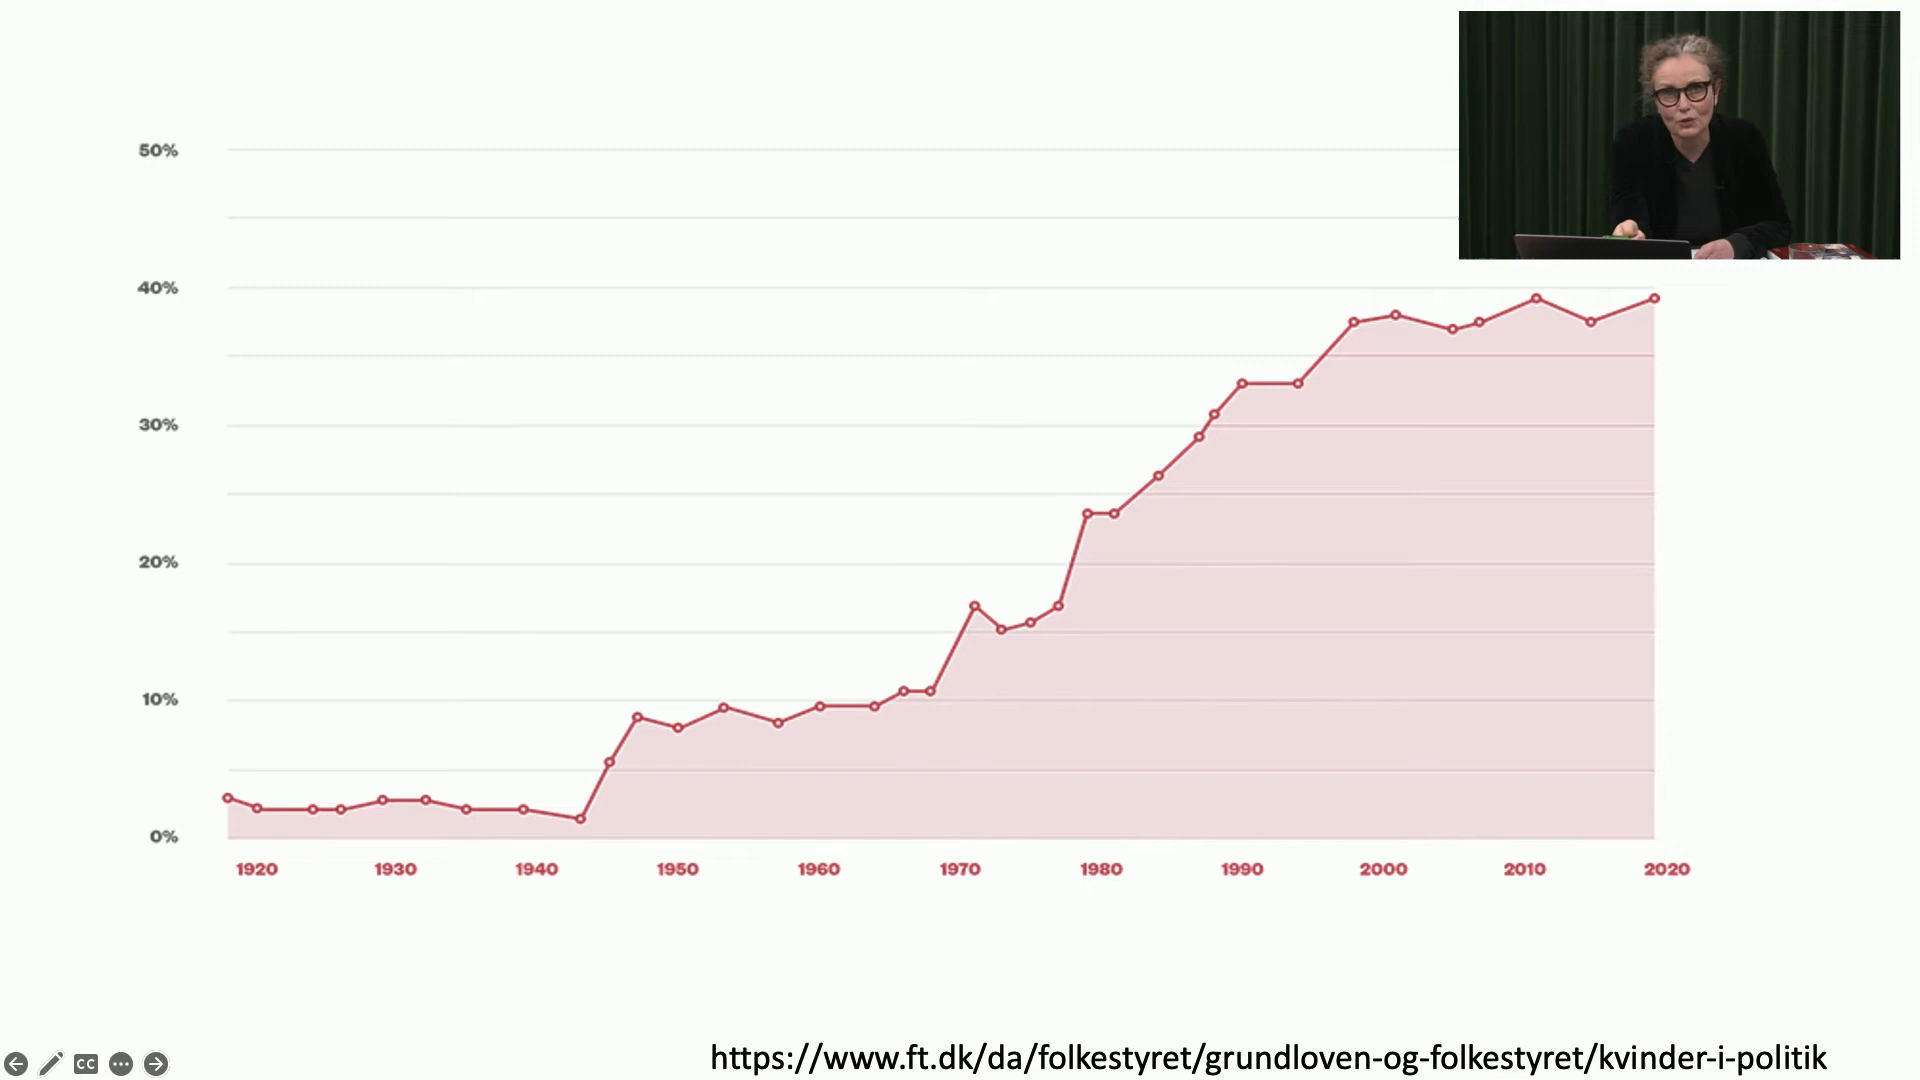 50%
40%
30%
20%
10%
0%
1920 1930 1940 1950 1960 1970 1980 1990 2000 2010 2020
https://www.ft.dk/da/folkestyret/grundloven-og-folkestyret/kvinder-i-politik
CC